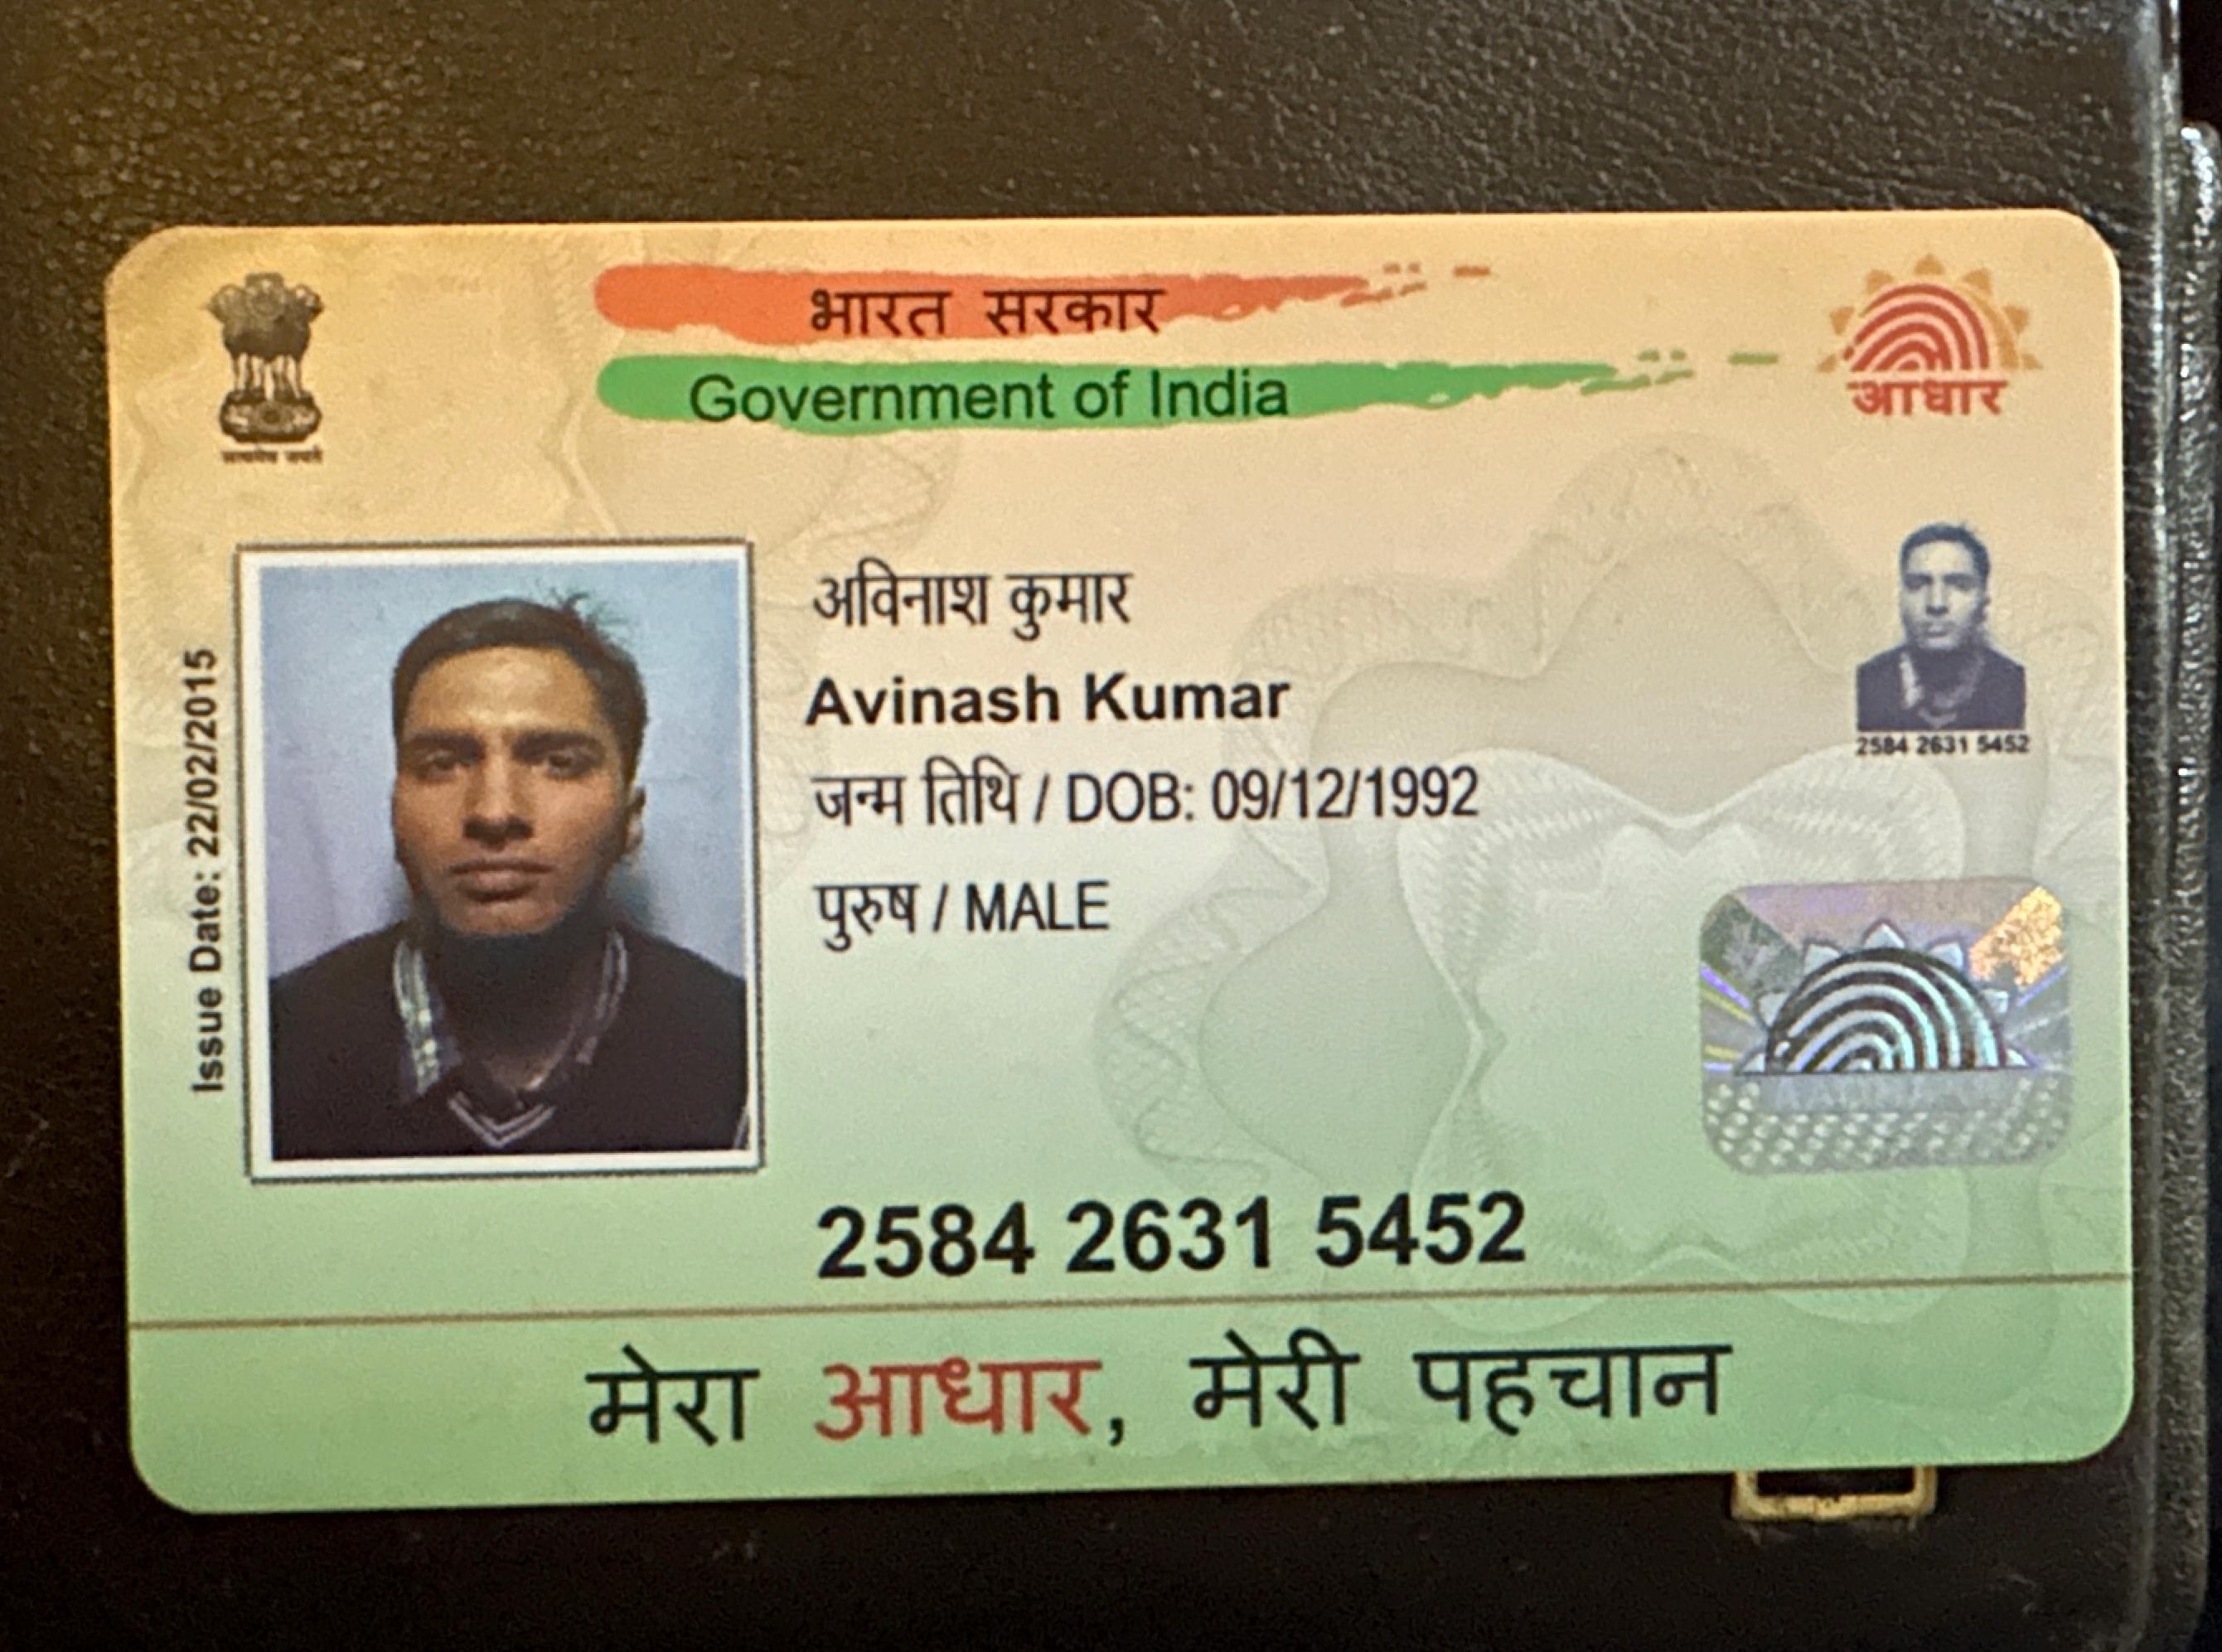 भारत सरकार
Government of India
आधार
सत्यमेव जयते
Issue Date: 22/02/2015
अविनाश कुमार
Avinash Kumar
जन्म तिथि / DOB: 09/12/1992
पुरुष / MALE
2584 2631 5452
2584 2631 5452
मेरा आधार, मेरी पहचान